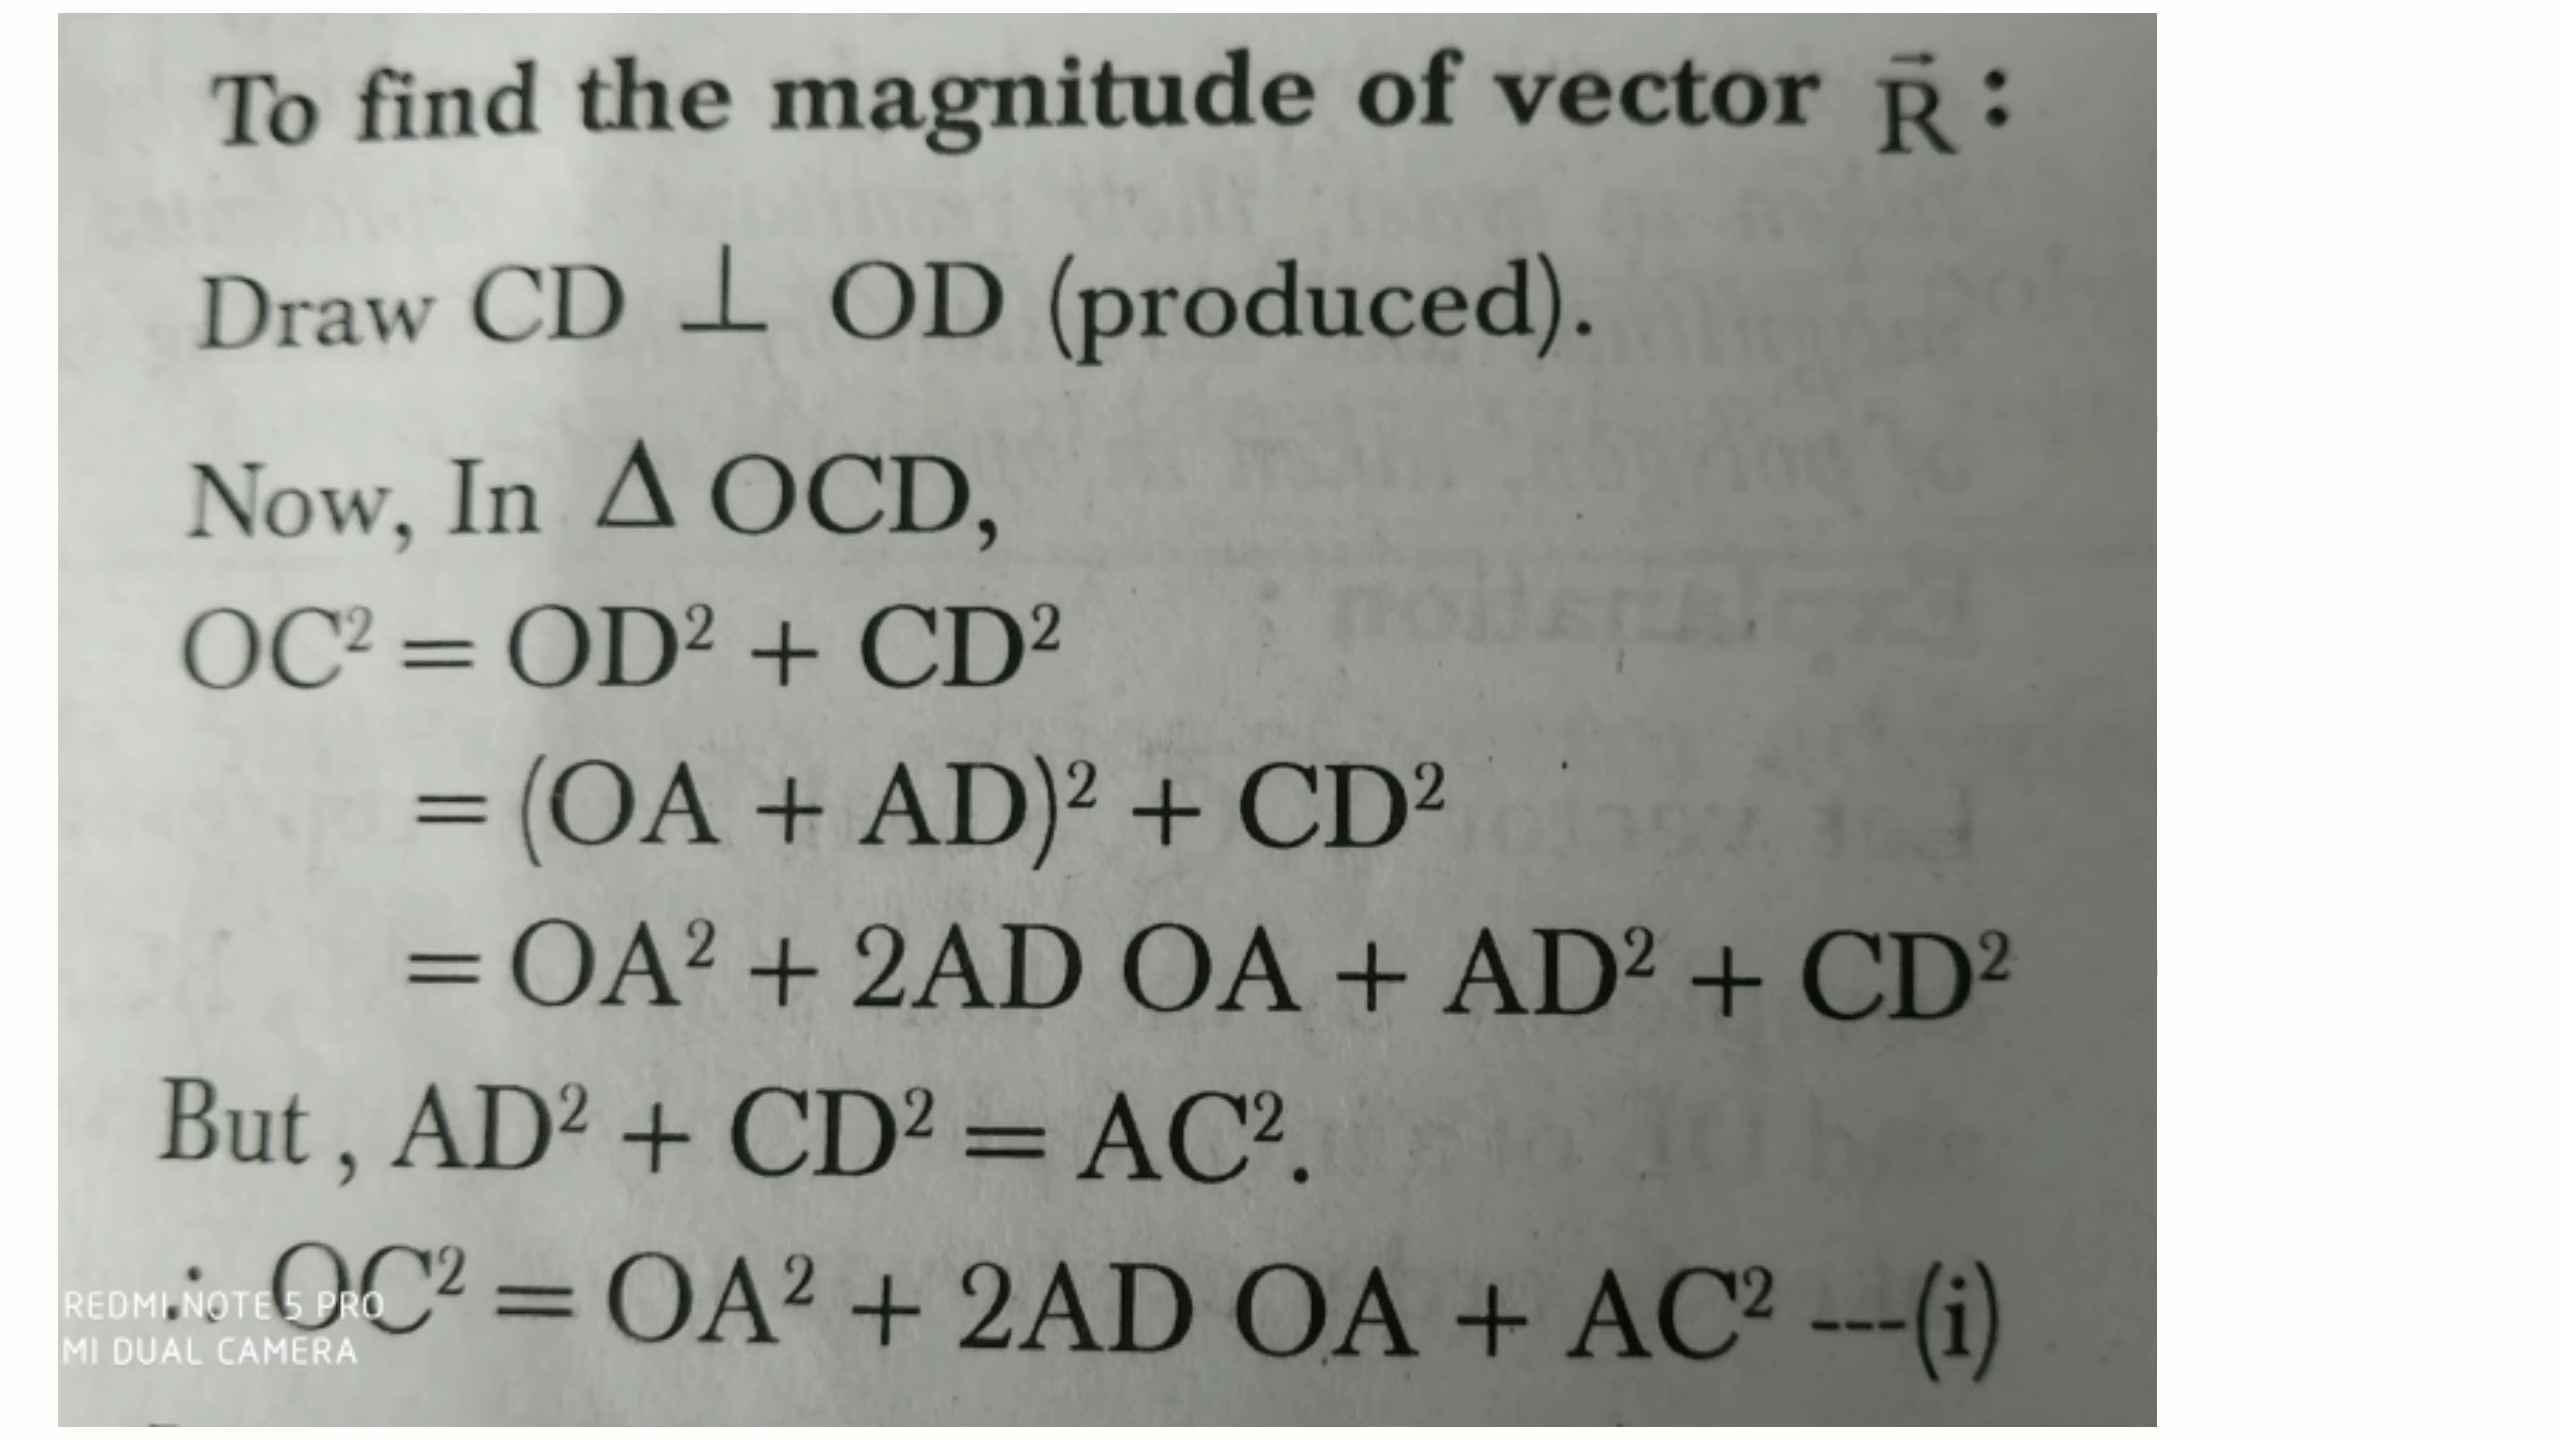 To find the magnitude of vector R⃗ :
Draw CD ⊥ OD (produced).
Now, In Δ OCD,
OC² = OD² + CD²
= (OA + AD)² + CD²
= OA² + 2AD OA + AD² + CD²
But , AD² + CD² = AC².
∴ OC² = OA² + 2AD OA + AC² ---(i)
REDMI NOTE 5 PRO
MI DUAL CAMERA